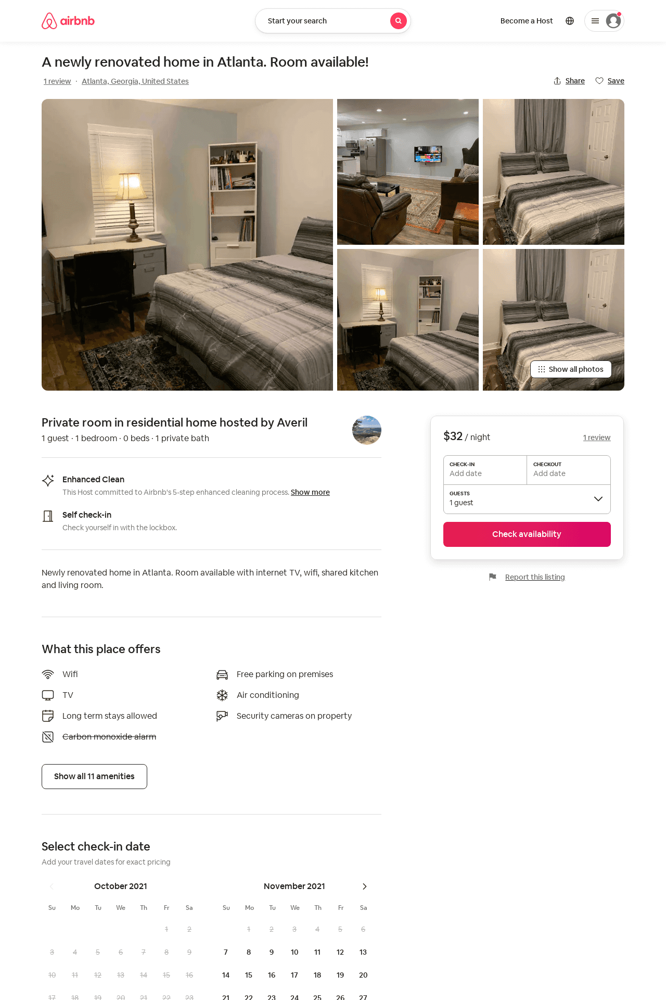 airbnb
Start your search
Become a Host
A newly renovated home in Atlanta. Room available!
1 review · Atlanta, Georgia, United States
Share
Save
Show all photos
Private room in residential home hosted by Averil
1 guest · 1 bedroom · 0 beds · 1 private bath
Enhanced Clean
This Host committed to Airbnb's 5-step enhanced cleaning process. Show more
Self check-in
Check yourself in with the lockbox.
$32 / night
1 review
CHECK-IN
Add date
CHECKOUT
Add date
GUESTS
1 guest
Check availability
Report this listing
Newly renovated home in Atlanta. Room available with internet TV, wifi, shared kitchen
and living room.
What this place offers
Wifi
Free parking on premises
TV
Air conditioning
Long term stays allowed
Security cameras on property
Carbon monoxide alarm
Show all 11 amenities
Select check-in date
Add your travel dates for exact pricing
October 2021
Su Mo Tu We Th Fr Sa
1 2
3 4 5 6 7 8 9
10 11 12 13 14 15 16
17 18 19 20 21 22 23
November 2021
Su Mo Tu We Th Fr Sa
1 2 3 4 5 6
7 8 9 10 11 12 13
14 15 16 17 18 19 20
21 22 23 24 25 26 27